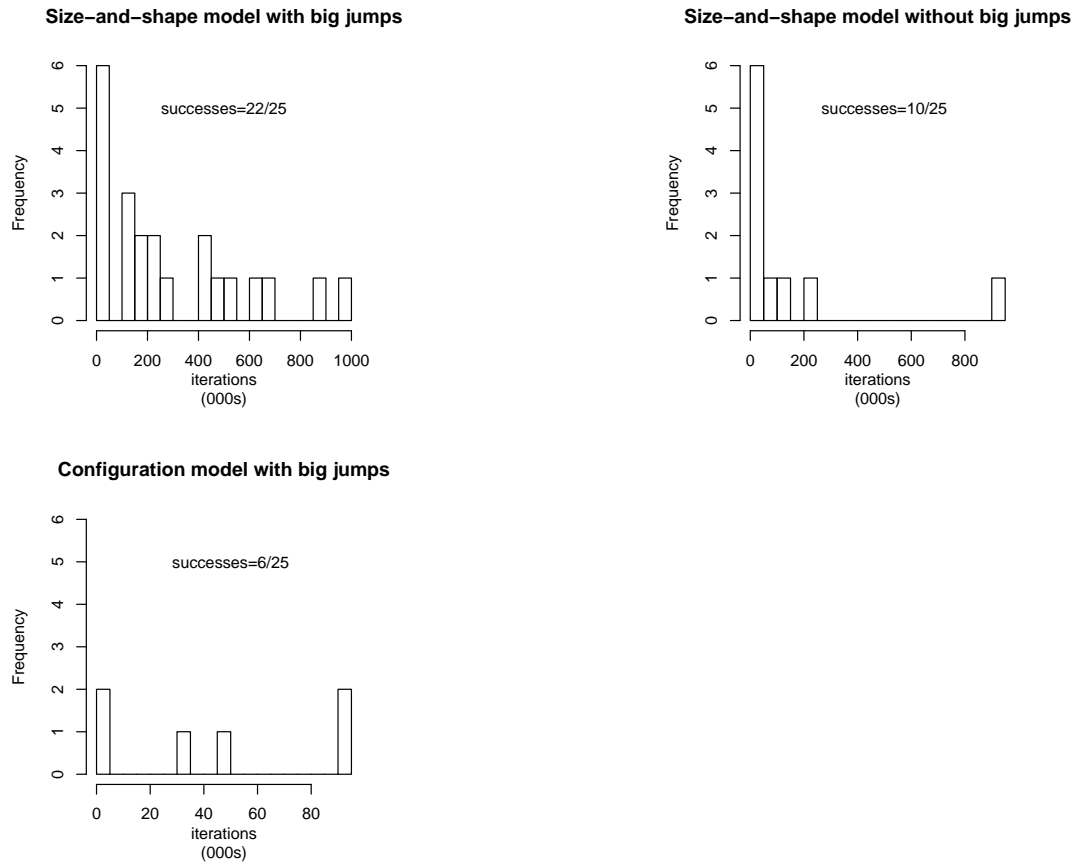 Size−and−shape model with big jumps
6
5
4
3
2
1
0
Frequency
successes=22/25
0 200 400 600 800 1000
iterations
(000s)
Size−and−shape model without big jumps
6
5
4
3
2
1
0
Frequency
successes=10/25
0 200 400 600 800
iterations
(000s)
Configuration model with big jumps
6
5
4
3
2
1
0
Frequency
successes=6/25
0 20 40 60 80
iterations
(000s)